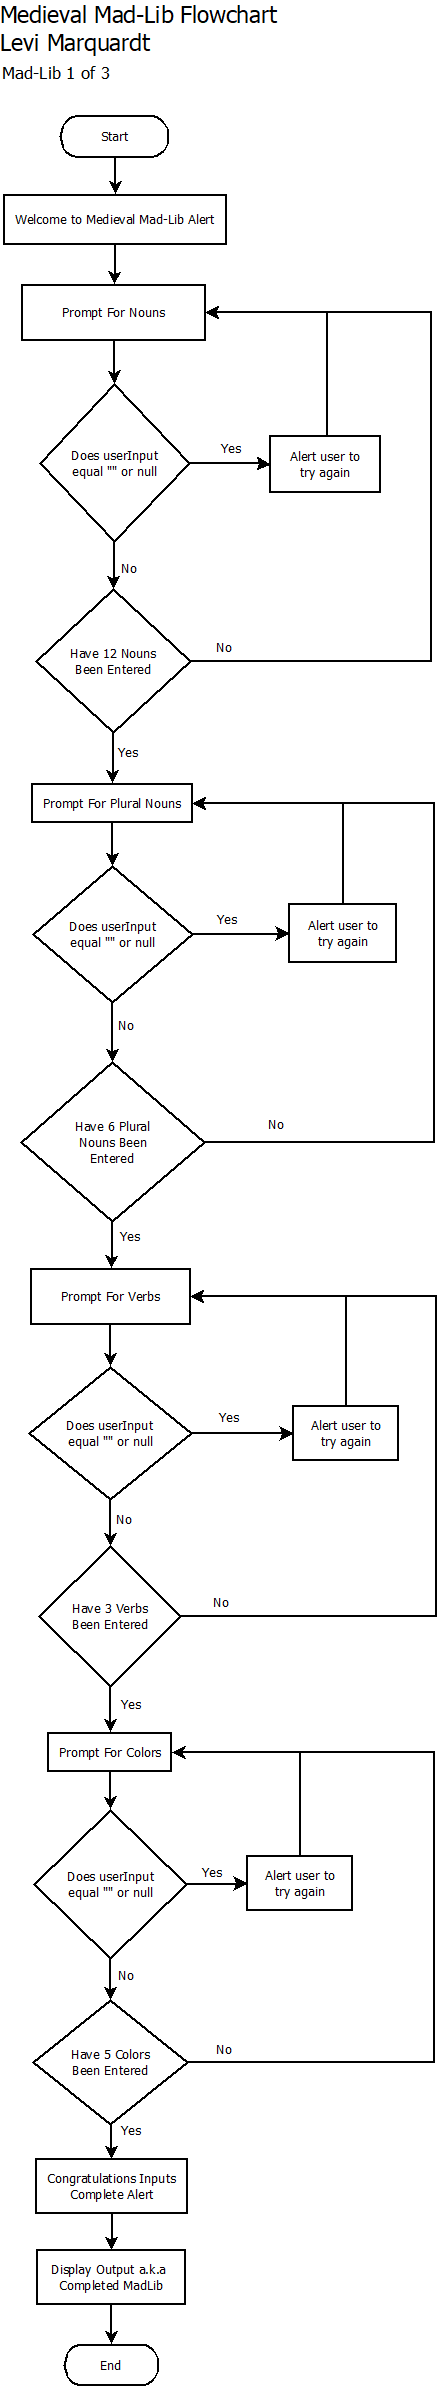 Medieval Mad-Lib Flowchart
Levi Marquardt
Mad-Lib 1 of 3
Start
Welcome to Medieval Mad-Lib Alert
Prompt For Nouns
Does userInput
equal "" or null
Yes
Alert user to
try again
No
Have 12 Nouns
Been Entered
No
Yes
Prompt For Plural Nouns
Does userInput
equal "" or null
Yes
Alert user to
try again
No
Have 6 Plural
Nouns Been
Entered
No
Yes
Prompt For Verbs
Does userInput
equal "" or null
Yes
Alert user to
try again
No
Have 3 Verbs
Been Entered
No
Yes
Prompt For Colors
Does userInput
equal "" or null
Yes
Alert user to
try again
No
Have 5 Colors
Been Entered
No
Yes
Congratulations Inputs
Complete Alert
Display Output a.k.a
Completed MadLib
End